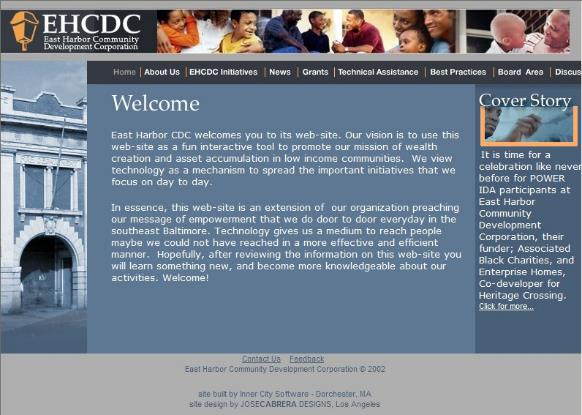 EHCDC
East Harbor Community
Development Corporation
Home | About Us | EHCDC Initiatives | News | Grants | Technical Assistance | Best Practices | Board Area | Discus
Welcome
East Harbor CDC welcomes you to its web-site. Our vision is to use this
web-site as a fun interactive tool to promote our mission of wealth
creation and asset accumulation in low income communities. We view
technology as a mechanism to spread the important initiatives that we
focus on day to day.
In essence, this web-site is an extension of our organization preaching
our message of empowerment that we do door to door everyday in the
southeast Baltimore. Technology gives us a medium to reach people
maybe we could not have reached in a more effective and efficient
manner. Hopefully, after reviewing the information on this web-site you
will learn something new, and become more knowledgeable about our
activities. Welcome!
Cover Story
It is time for a
celebration like never
before for POWER
IDA participants at
East Harbor
Community
Development
Corporation, their
funder; Associated
Black Charities, and
Enterprise Homes,
Co-developer for
Heritage Crossing.
Click for more...
Contact Us Feedback
East Harbor Community Development Corporation © 2002
site built by Inner City Software - Dorchester, MA
site design by JOSECABRERA DESIGNS, Los Angeles